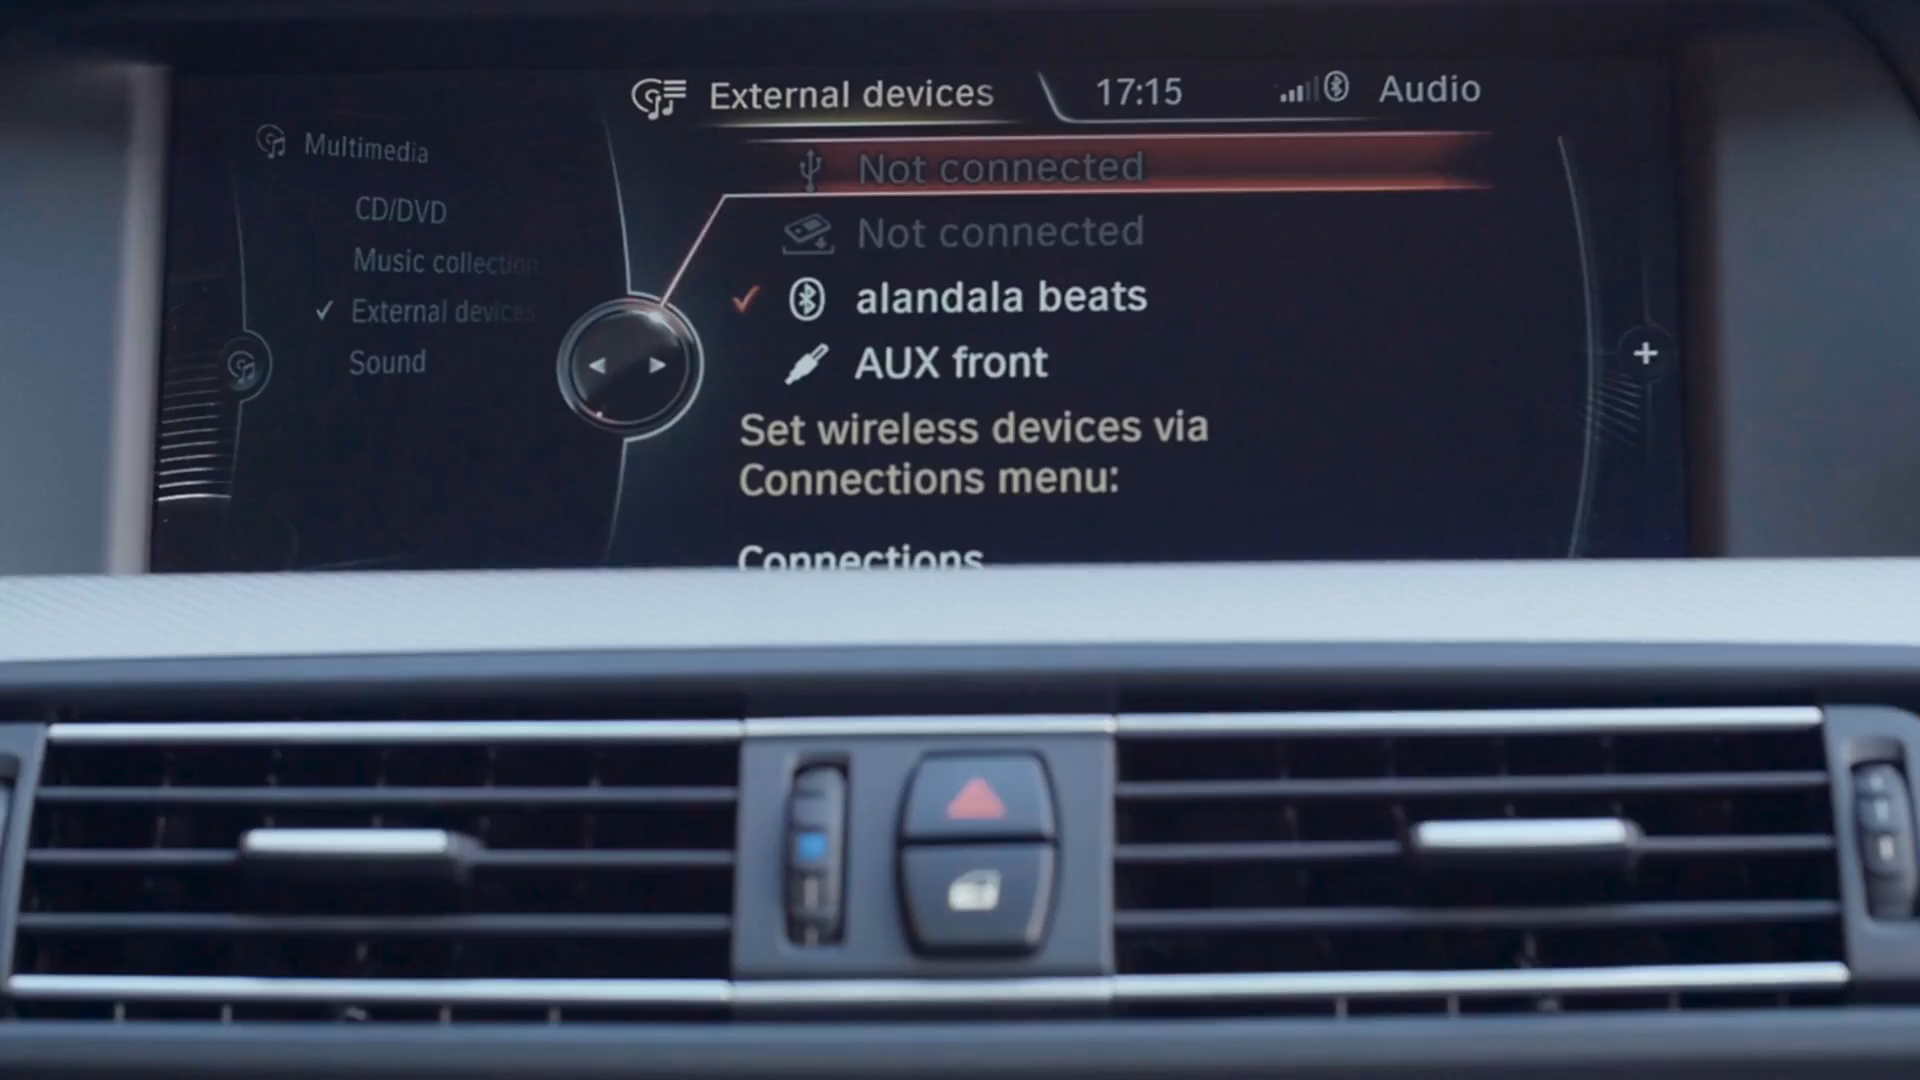 External devices
17:15
Audio
Multimedia
CD/DVD
Music collection
External devices
Sound
Not connected
Not connected
alandala beats
AUX front
Set wireless devices via
Connections menu:
Connections